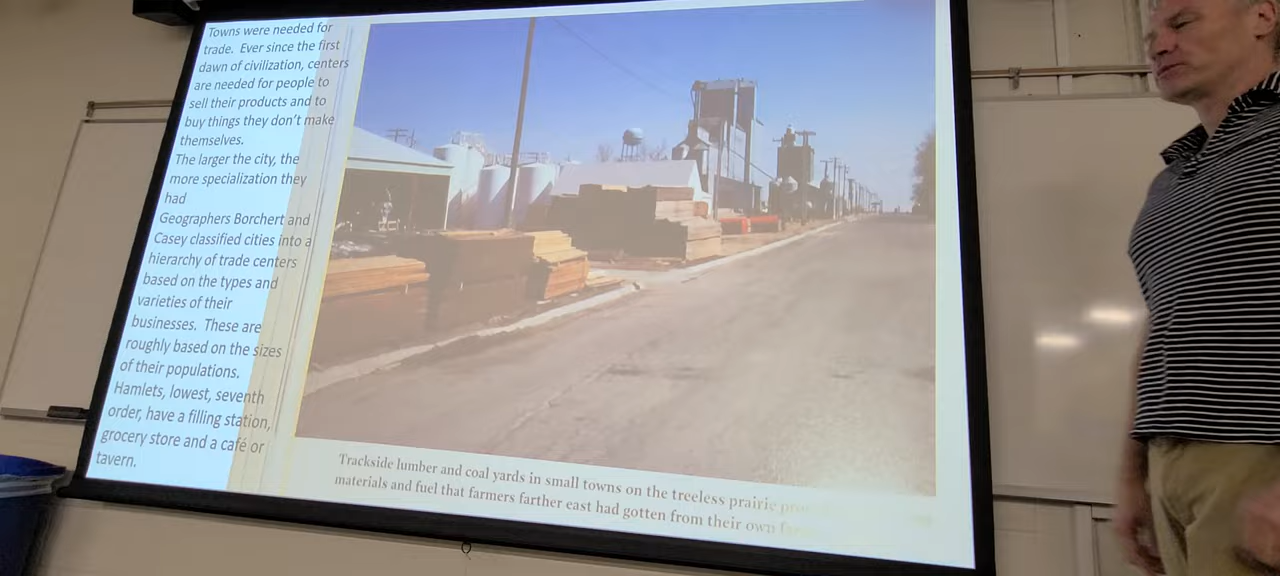 Towns were needed for
trade. Ever since the first
dawn of civilization, centers
are needed for people to
sell their products and to
buy things they don't make
themselves.
The larger the city, the
more specialization they
had
Geographers Borchert and
Casey classified cities into a
hierarchy of trade centers
based on the types and
varieties of their
businesses. These are
roughly based on the sizes
of their populations.
Hamlets, lowest, seventh
order, have a filling station,
grocery store and a café or
tavern.
Trackside lumber and coal yards in small towns on the treeless prairie
materials and fuel that farmers farther east had gotten from their own